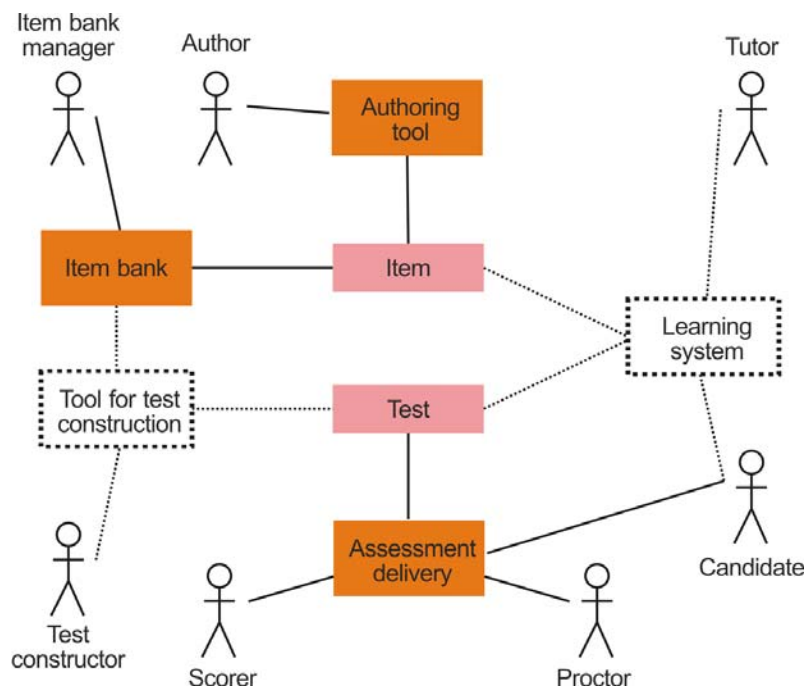 Item bank
manager
Author
Tutor
Authoring
tool
Item bank
Item
Learning
system
Tool for test
construction
Test
Assessment
delivery
Candidate
Test
constructor
Scorer
Proctor